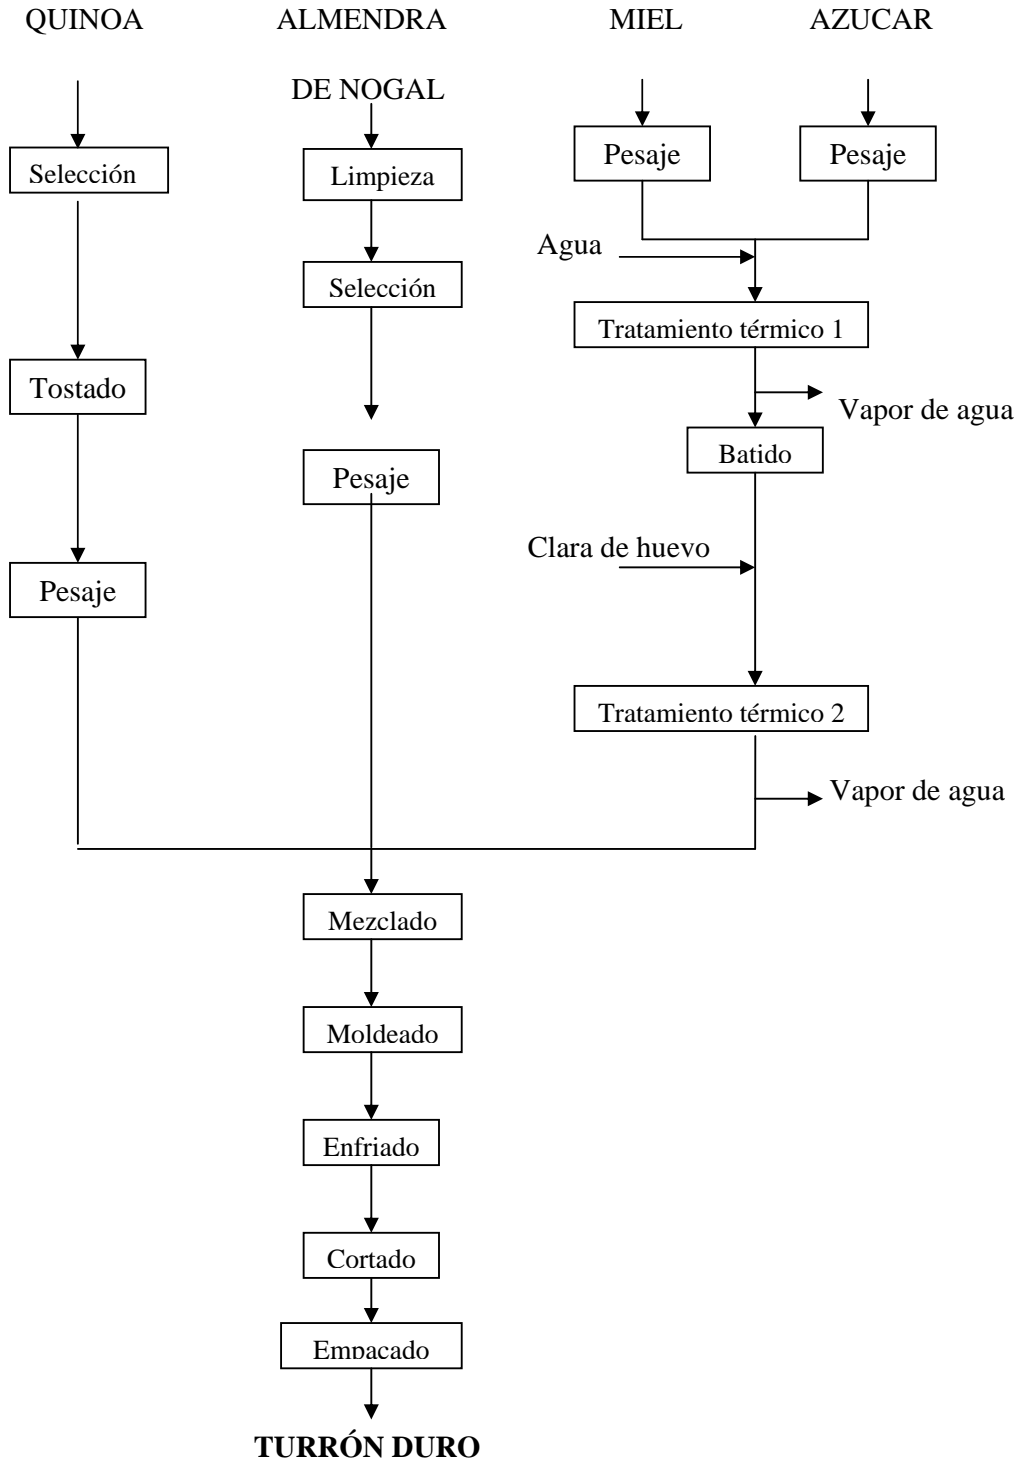 QUINOA
ALMENDRA
DE NOGAL
MIEL
AZUCAR
Selección
Limpieza
Pesaje
Pesaje
Agua
Selección
Tratamiento térmico 1
Tostado
Vapor de agua
Batido
Pesaje
Clara de huevo
Pesaje
Tratamiento térmico 2
Vapor de agua
Mezclado
Moldeado
Enfriado
Cortado
Empacado
TURRÓN DURO